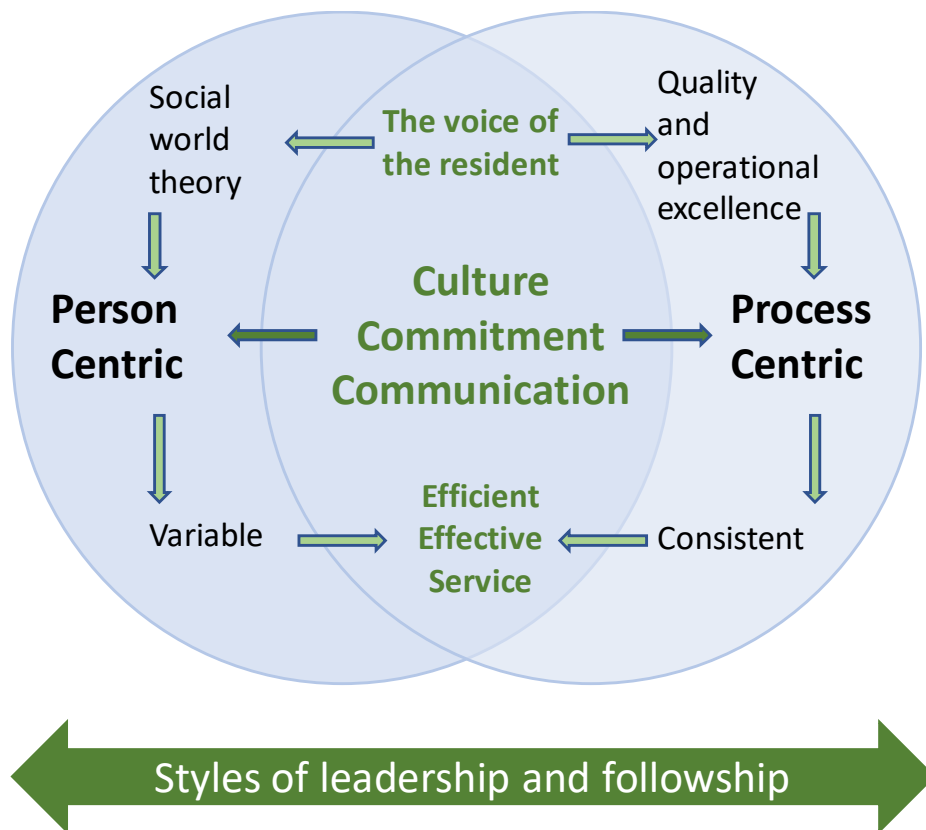 Social
world
theory
The voice of
the resident
Quality
and
operational
excellence
Person
Centric
Culture
Commitment
Communication
Process
Centric
Variable
Efficient
Effective
Service
Consistent
Styles of leadership and followship